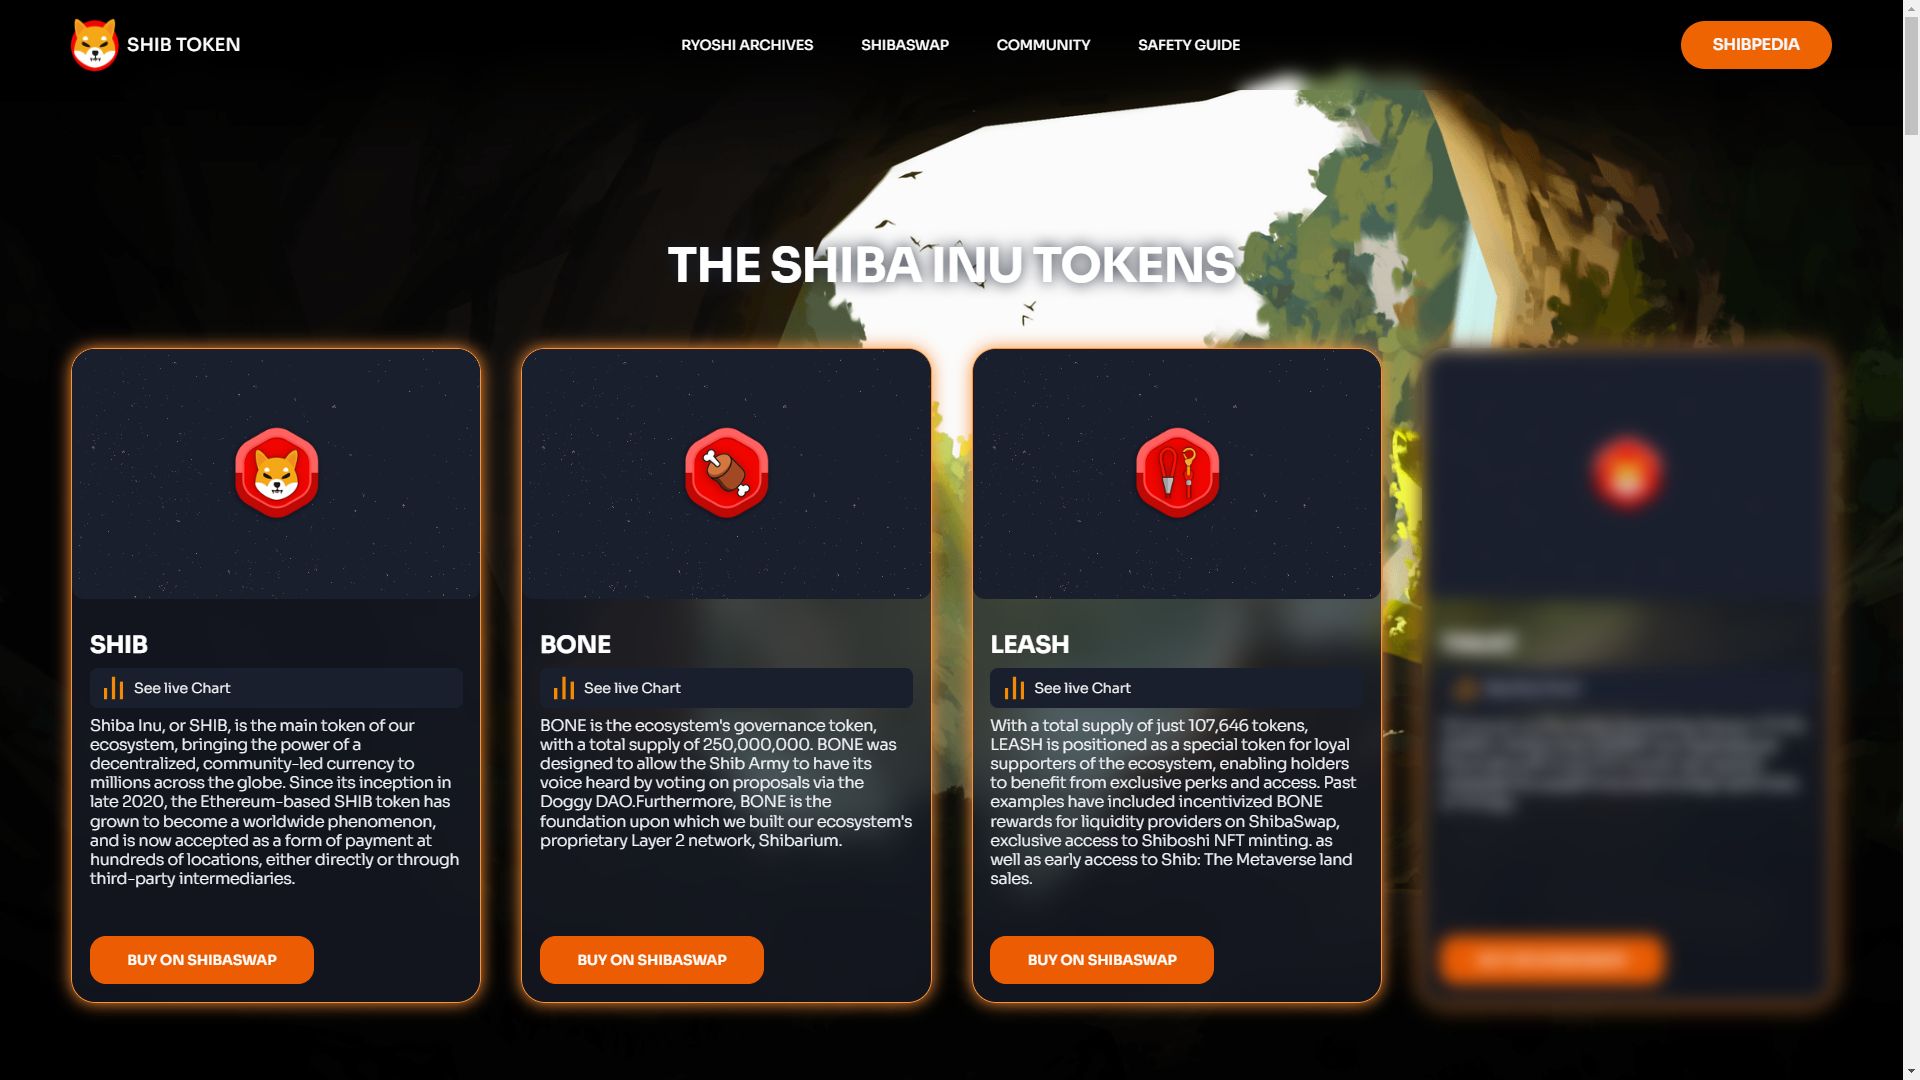 SHIB TOKEN
RYOSHI ARCHIVES
SHIBASWAP
COMMUNITY
SAFETY GUIDE
SHIBPEDIA
THE SHIBA INU TOKENS
SHIB
See live Chart
Shiba Inu, or SHIB, is the main token of our
ecosystem, bringing the power of a
decentralized, community-led currency to
millions across the globe. Since its inception in
late 2020, the Ethereum-based SHIB token has
grown to become a worldwide phenomenon,
and is now accepted as a form of payment at
hundreds of locations, either directly or through
third-party intermediaries.
BUY ON SHIBASWAP
BONE
See live Chart
BONE is the ecosystem's governance token,
with a total supply of 250,000,000. BONE was
designed to allow the Shib Army to have its
voice heard by voting on proposals via the
Doggy DAO.Furthermore, BONE is the
foundation upon which we built our ecosystem's
proprietary Layer 2 network, Shibarium.
BUY ON SHIBASWAP
LEASH
See live Chart
With a total supply of just 107,646 tokens,
LEASH is positioned as a special token for loyal
supporters of the ecosystem, enabling holders
to benefit from exclusive perks and access. Past
examples have included incentivized BONE
rewards for liquidity providers on ShibaSwap,
exclusive access to Shiboshi NFT minting. as
well as early access to Shib: The Metaverse land
sales.
BUY ON SHIBASWAP